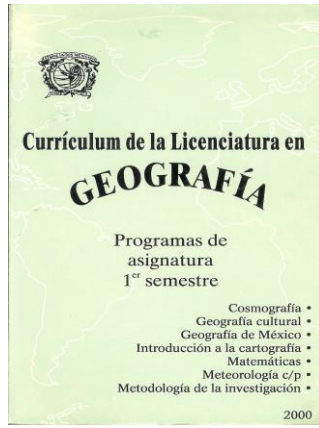 Currículum de la Licenciatura en
GEOGRAFÍA
Programas de
asignatura
1er semestre
Cosmografía •
Geografía cultural •
Geografía de México •
Introducción a la cartografía •
Matemáticas •
Meteorología c/p •
Metodología de la investigación •
2000